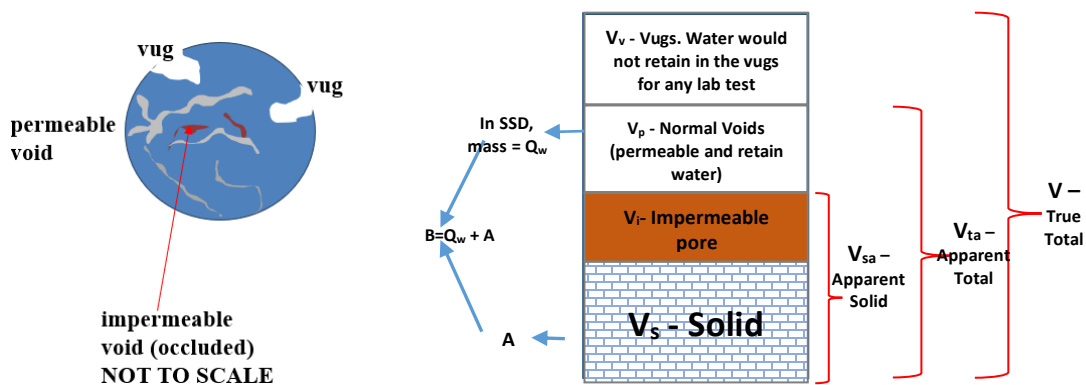 vug
vug
permeable
void
impermeable
void (occluded)
NOT TO SCALE
In SSD,
mass = Qw
B=Qw + A
A
Vv - Vugs. Water would
not retain in the vugs
for any lab test
Vp - Normal Voids
(permeable and retain
water)
Vi- Impermeable
pore
Vs - Solid
Vsa –
Apparent
Solid
Vta –
Apparent
Total
V –
True
Total